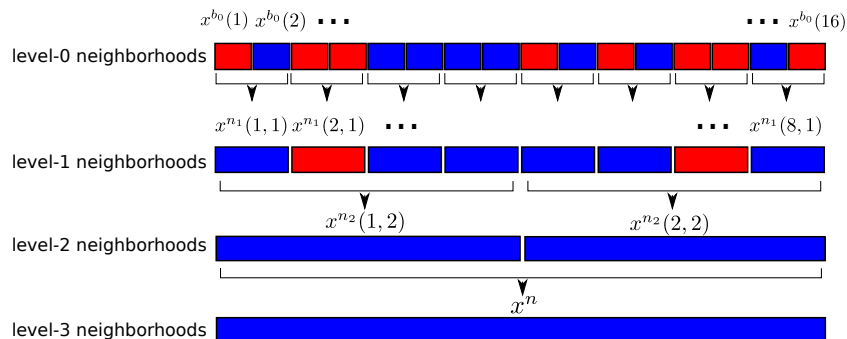 x^{b_0}(1) x^{b_0}(2) ··· ··· x^{b_0}(16)
level-0 neighborhoods
x^{n_1}(1, 1) x^{n_1}(2, 1) ··· ··· x^{n_1}(8, 1)
level-1 neighborhoods
x^{n_2}(1, 2) x^{n_2}(2, 2)
level-2 neighborhoods
x^n
level-3 neighborhoods